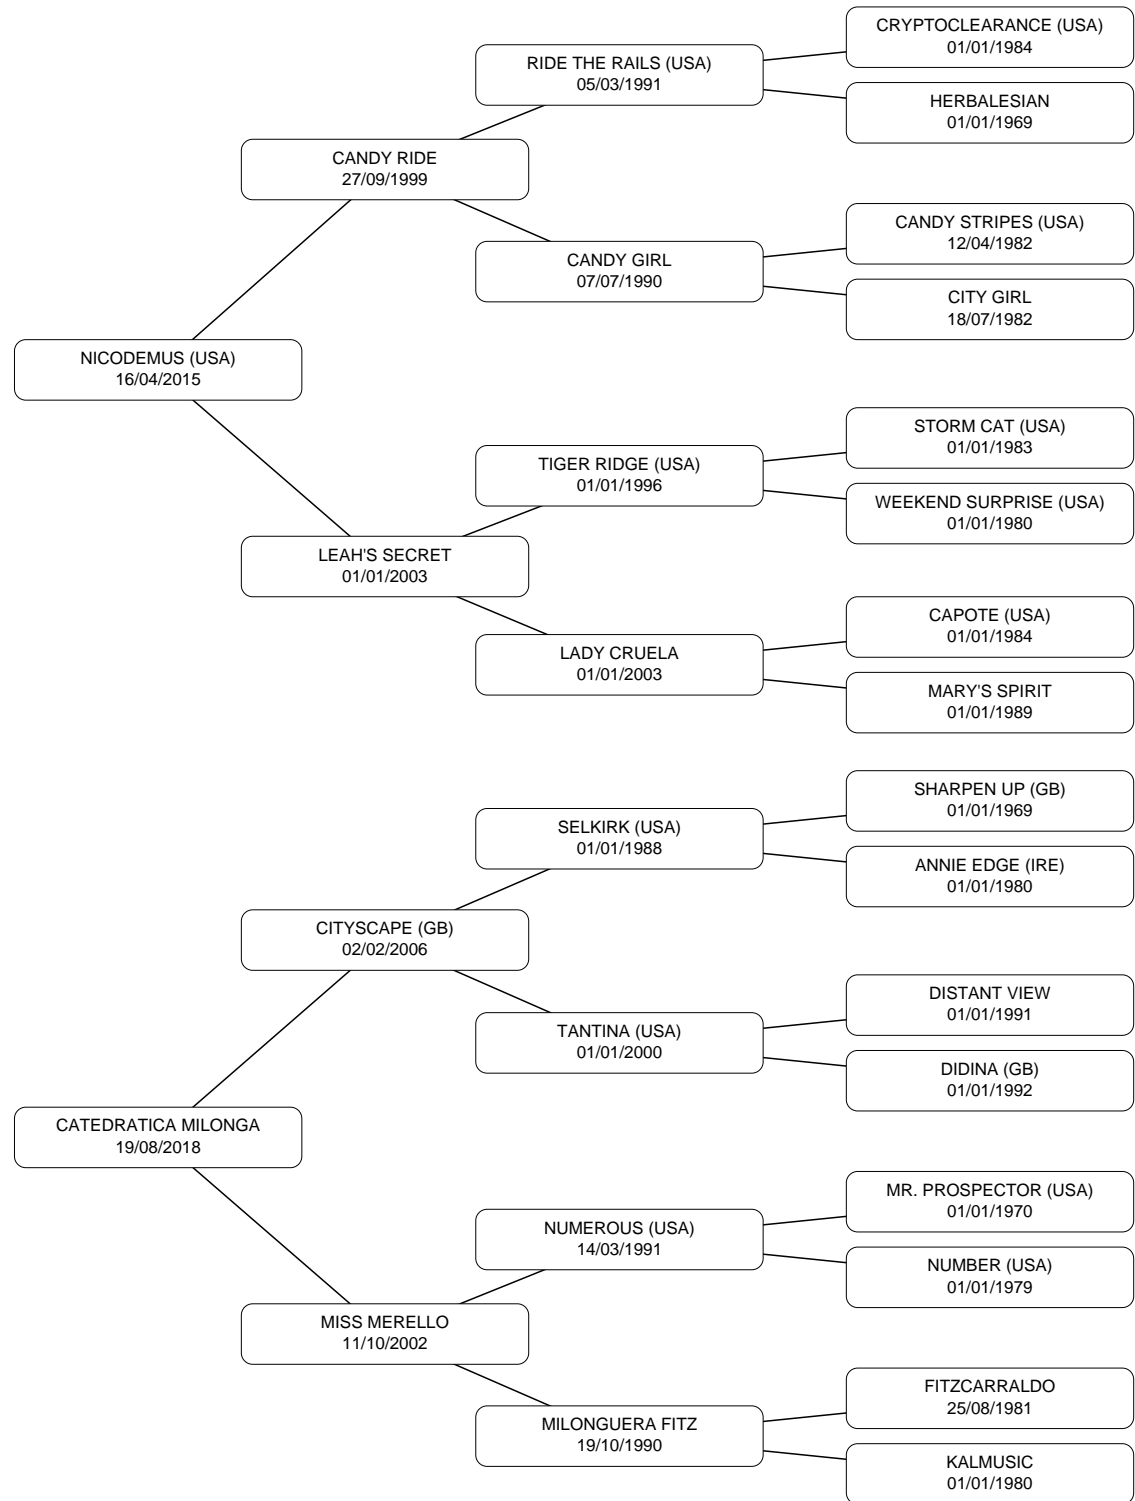 CRYPTOCLEARANCE (USA)
01/01/1984
RIDE THE RAILS (USA)
05/03/1991
HERBALESIAN
01/01/1969
CANDY RIDE
27/09/1999
CANDY STRIPES (USA)
12/04/1982
CANDY GIRL
07/07/1990
CITY GIRL
18/07/1982
NICODEMUS (USA)
16/04/2015
STORM CAT (USA)
01/01/1983
TIGER RIDGE (USA)
01/01/1996
WEEKEND SURPRISE (USA)
01/01/1980
LEAH'S SECRET
01/01/2003
CAPOTE (USA)
01/01/1984
LADY CRUELA
01/01/2003
MARY'S SPIRIT
01/01/1989
SHARPEN UP (GB)
01/01/1969
SELKIRK (USA)
01/01/1988
ANNIE EDGE (IRE)
01/01/1980
CITYSCAPE (GB)
02/02/2006
DISTANT VIEW
01/01/1991
TANTINA (USA)
01/01/2000
DIDINA (GB)
01/01/1992
CATEDRATICA MILONGA
19/08/2018
MR. PROSPECTOR (USA)
01/01/1970
NUMEROUS (USA)
14/03/1991
NUMBER (USA)
01/01/1979
MISS MERELLO
11/10/2002
FITZCARRALDO
25/08/1981
MILONGUERA FITZ
19/10/1990
KALMUSIC
01/01/1980